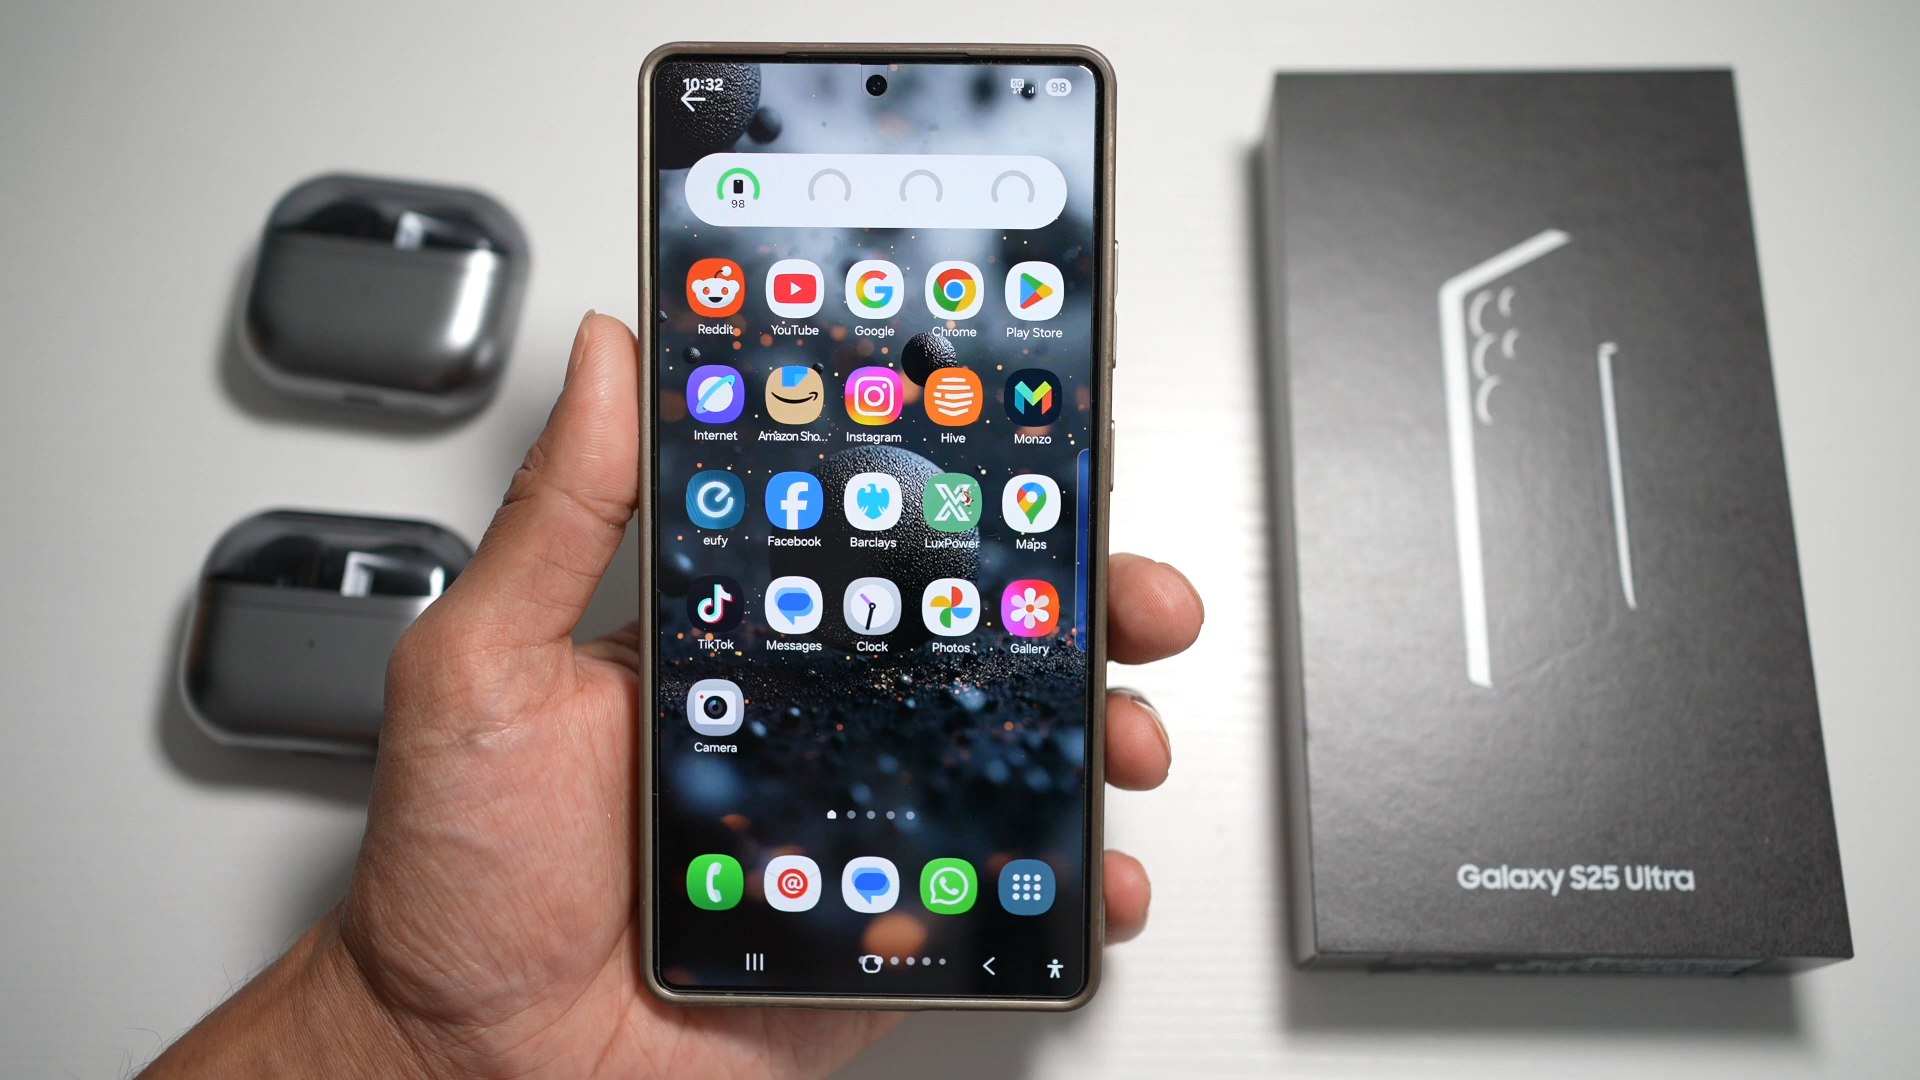 10:32
5G
98
98
Reddit
YouTube
Google
Chrome
Play Store
Internet
Amazon Sho...
Instagram
Hive
Monzo
eufy
Facebook
Barclays
LuxPower
Maps
TikTok
Messages
Clock
Photos
Gallery
Camera
Galaxy S25 Ultra